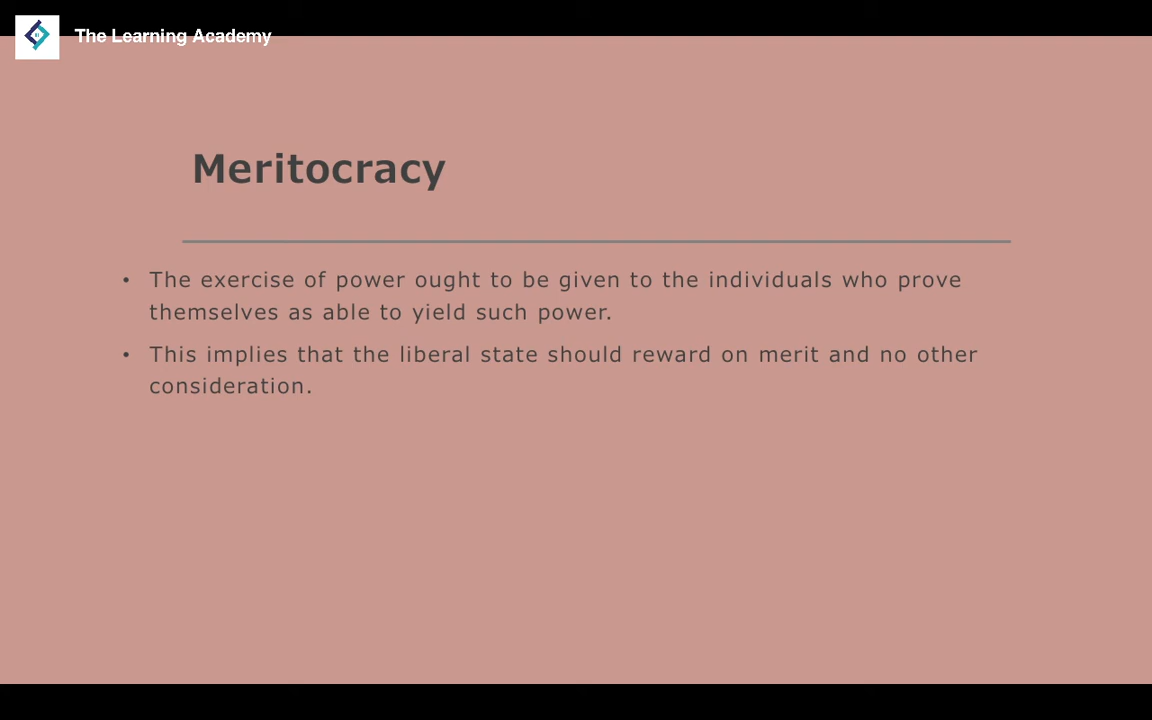 The Learning Academy
Meritocracy
• The exercise of power ought to be given to the individuals who prove
themselves as able to yield such power.
• This implies that the liberal state should reward on merit and no other
consideration.